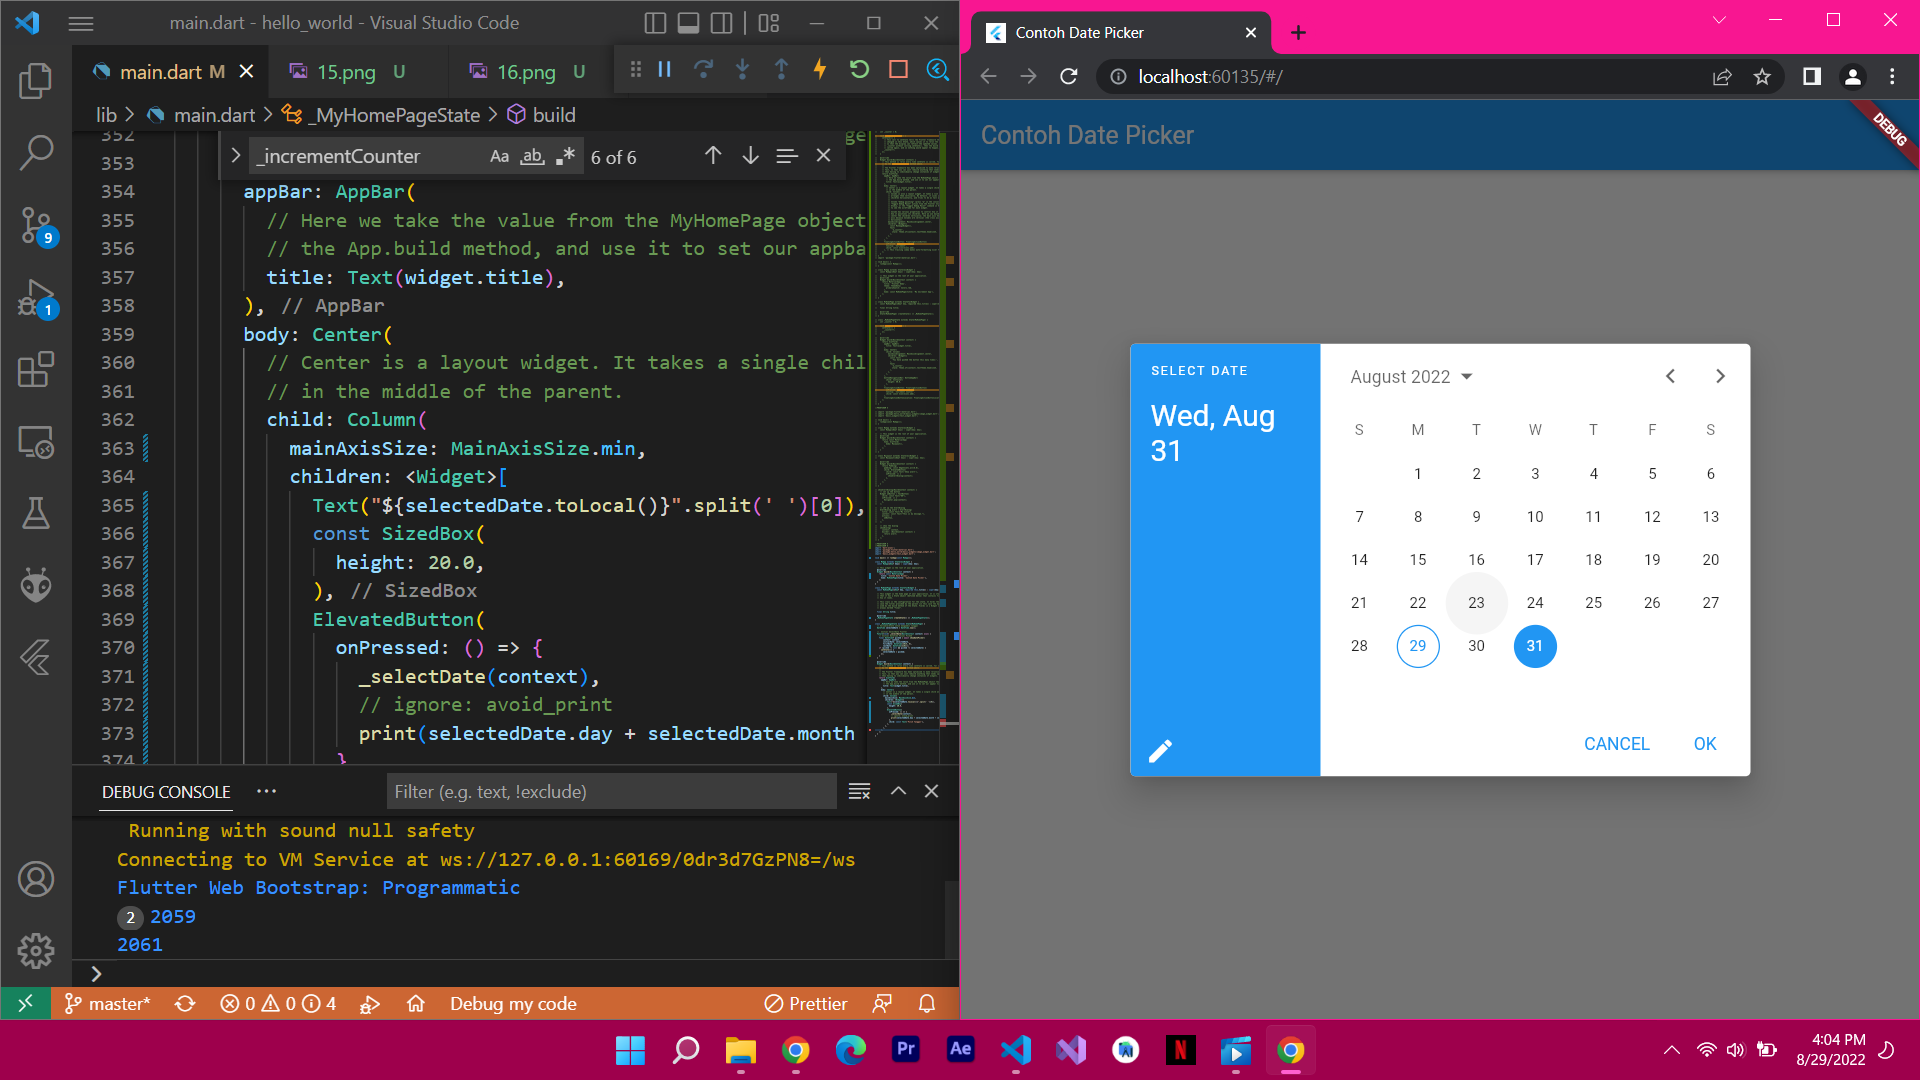 main.dart - hello_world - Visual Studio Code
main.dart M
15.png U
16.png U
lib > main.dart > _MyHomePageState > build
_incrementCounter
Aa ab .* 6 of 6
352
353
354 appBar: AppBar(
355 // Here we take the value from the MyHomePage object
356 // the App.build method, and use it to set our appba
357 title: Text(widget.title),
358 ), // AppBar
359 body: Center(
360 // Center is a layout widget. It takes a single chil
361 // in the middle of the parent.
362 child: Column(
363 mainAxisSize: MainAxisSize.min,
364 children: <Widget>[
365 Text("${selectedDate.toLocal()}".split(' ')[0]),
366 const SizedBox(
367 height: 20.0,
368 ), // SizedBox
369 ElevatedButton(
370 onPressed: () => {
371 _selectDate(context),
372 // ignore: avoid_print
373 print(selectedDate.day + selectedDate.month
374 }
9
1
DEBUG CONSOLE ...
Filter (e.g. text, !exclude)
Running with sound null safety
Connecting to VM Service at ws://127.0.0.1:60169/0dr3d7GzPN8=/ws
Flutter Web Bootstrap: Programmatic
2 2059
2061
>
master* 0 0 4 Debug my code Prettier
Contoh Date Picker
localhost:60135/#/
Contoh Date Picker
DEBUG
SELECT DATE
Wed, Aug
31
August 2022
S M T W T F S
1 2 3 4 5 6
7 8 9 10 11 12 13
14 15 16 17 18 19 20
21 22 23 24 25 26 27
28 29 30 31
CANCEL OK
Pr
Ae
N
4:04 PM
8/29/2022